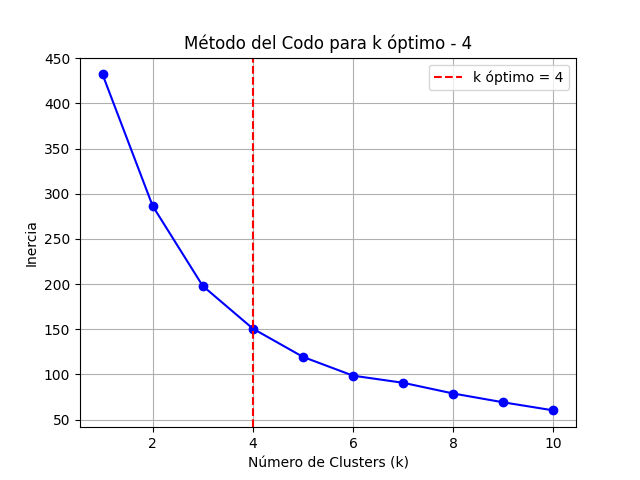 Método del Codo para k óptimo - 4
k óptimo = 4
450
400
350
300
250
200
150
100
50
Inercia
2 4 6 8 10
Número de Clusters (k)